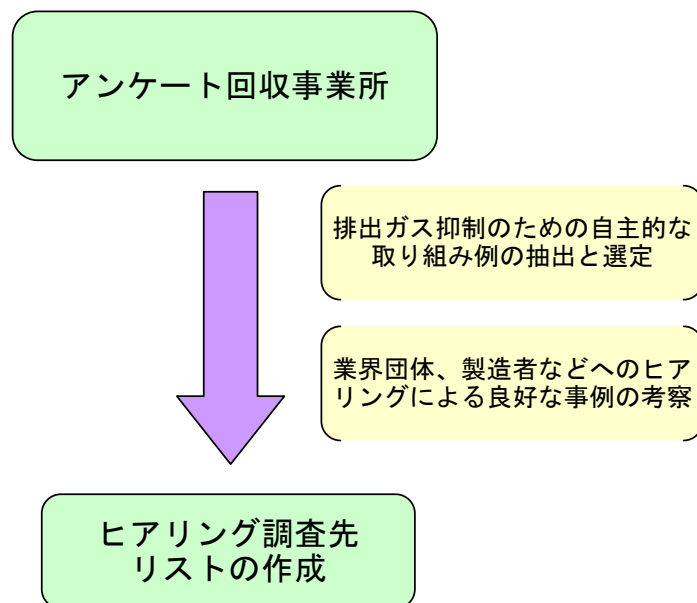 アンケート回収事業所
排出ガス抑制のための自主的な
取り組み例の抽出と選定
業界団体、製造者などへのヒア
リングによる良好な事例の考察
ヒアリング調査先
リストの作成